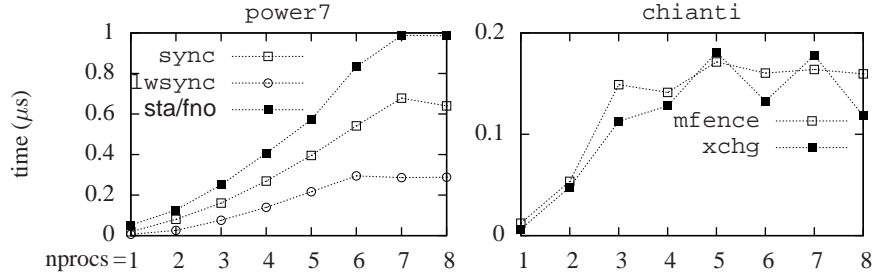 power7
1
0.8
0.6
0.4
0.2
0
time (μs)
sync
lwsync
sta/fno
nprocs = 1 2 3 4 5 6 7 8
chianti
0.2
0.1
0
mfence
xchg
1 2 3 4 5 6 7 8